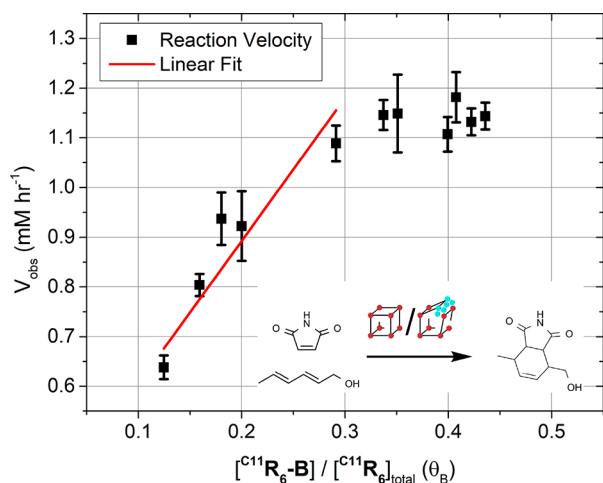 Reaction Velocity
Linear Fit
V_obs (mM hr⁻¹)
1.3
1.2
1.1
1.0
0.9
0.8
0.7
0.6
H
N
O O
OH
/
H
N
O O
OH
0.1 0.2 0.3 0.4 0.5
[ᶜ¹¹R₆-B] / [ᶜ¹¹R₆]total (θ_B)